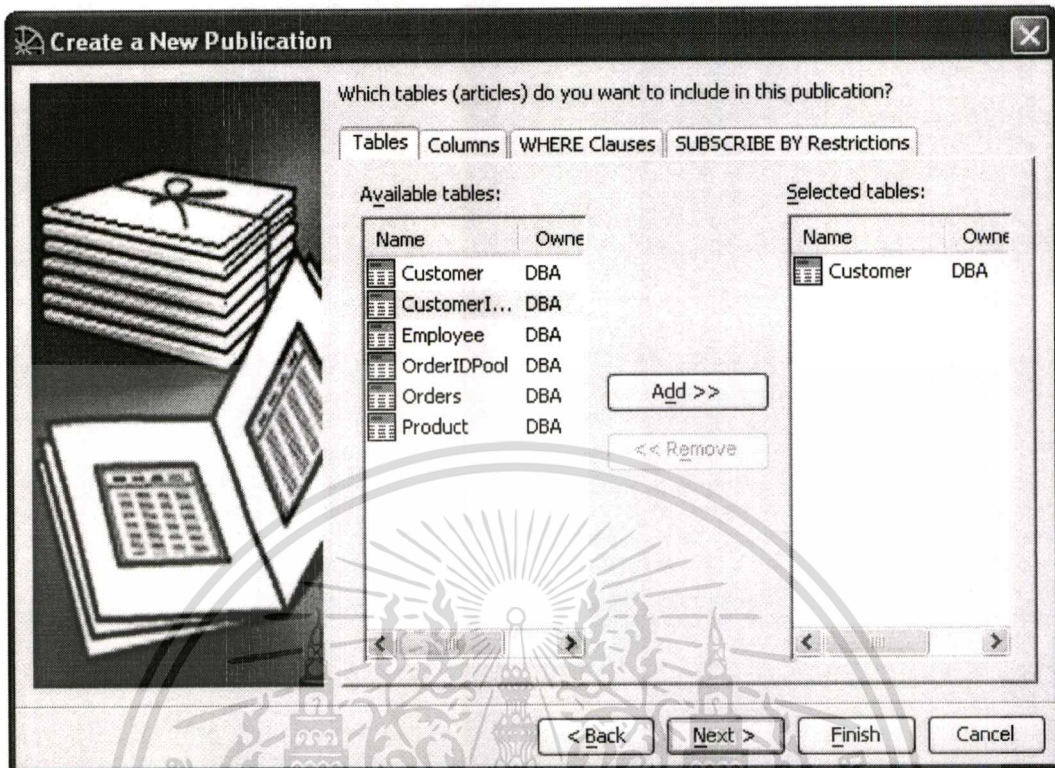 Create a New Publication
Which tables (articles) do you want to include in this publication?
Tables Columns WHERE Clauses SUBSCRIBE BY Restrictions
Available tables:
Name Owne
Customer DBA
CustomerI... DBA
Employee DBA
OrderIDPool DBA
Orders DBA
Product DBA
Add >>
<< Remove
Selected tables:
Name Owne
Customer DBA
< Back Next > Finish Cancel